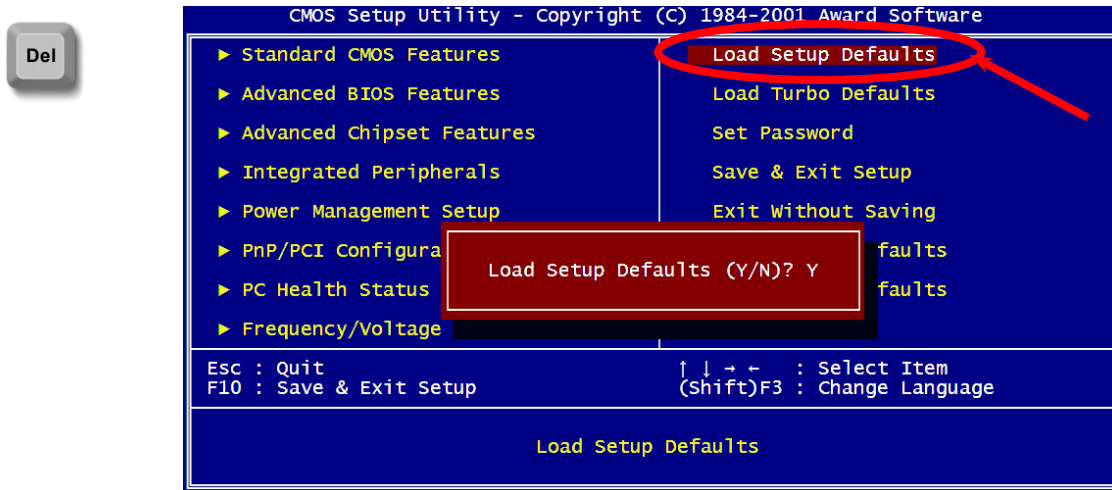 Del
CMOS Setup Utility - Copyright (C) 1984-2001 Award Software
► Standard CMOS Features
► Advanced BIOS Features
► Advanced Chipset Features
► Integrated Peripherals
► Power Management Setup
► PnP/PCI Configura
► PC Health Status
► Frequency/Voltage
Load Setup Defaults
Load Turbo Defaults
Set Password
Save & Exit Setup
Exit Without Saving
faults
faults
Load Setup Defaults (Y/N)? Y
Esc : Quit
F10 : Save & Exit Setup
↑ ↓ → ← : Select Item
(Shift)F3 : Change Language
Load Setup Defaults